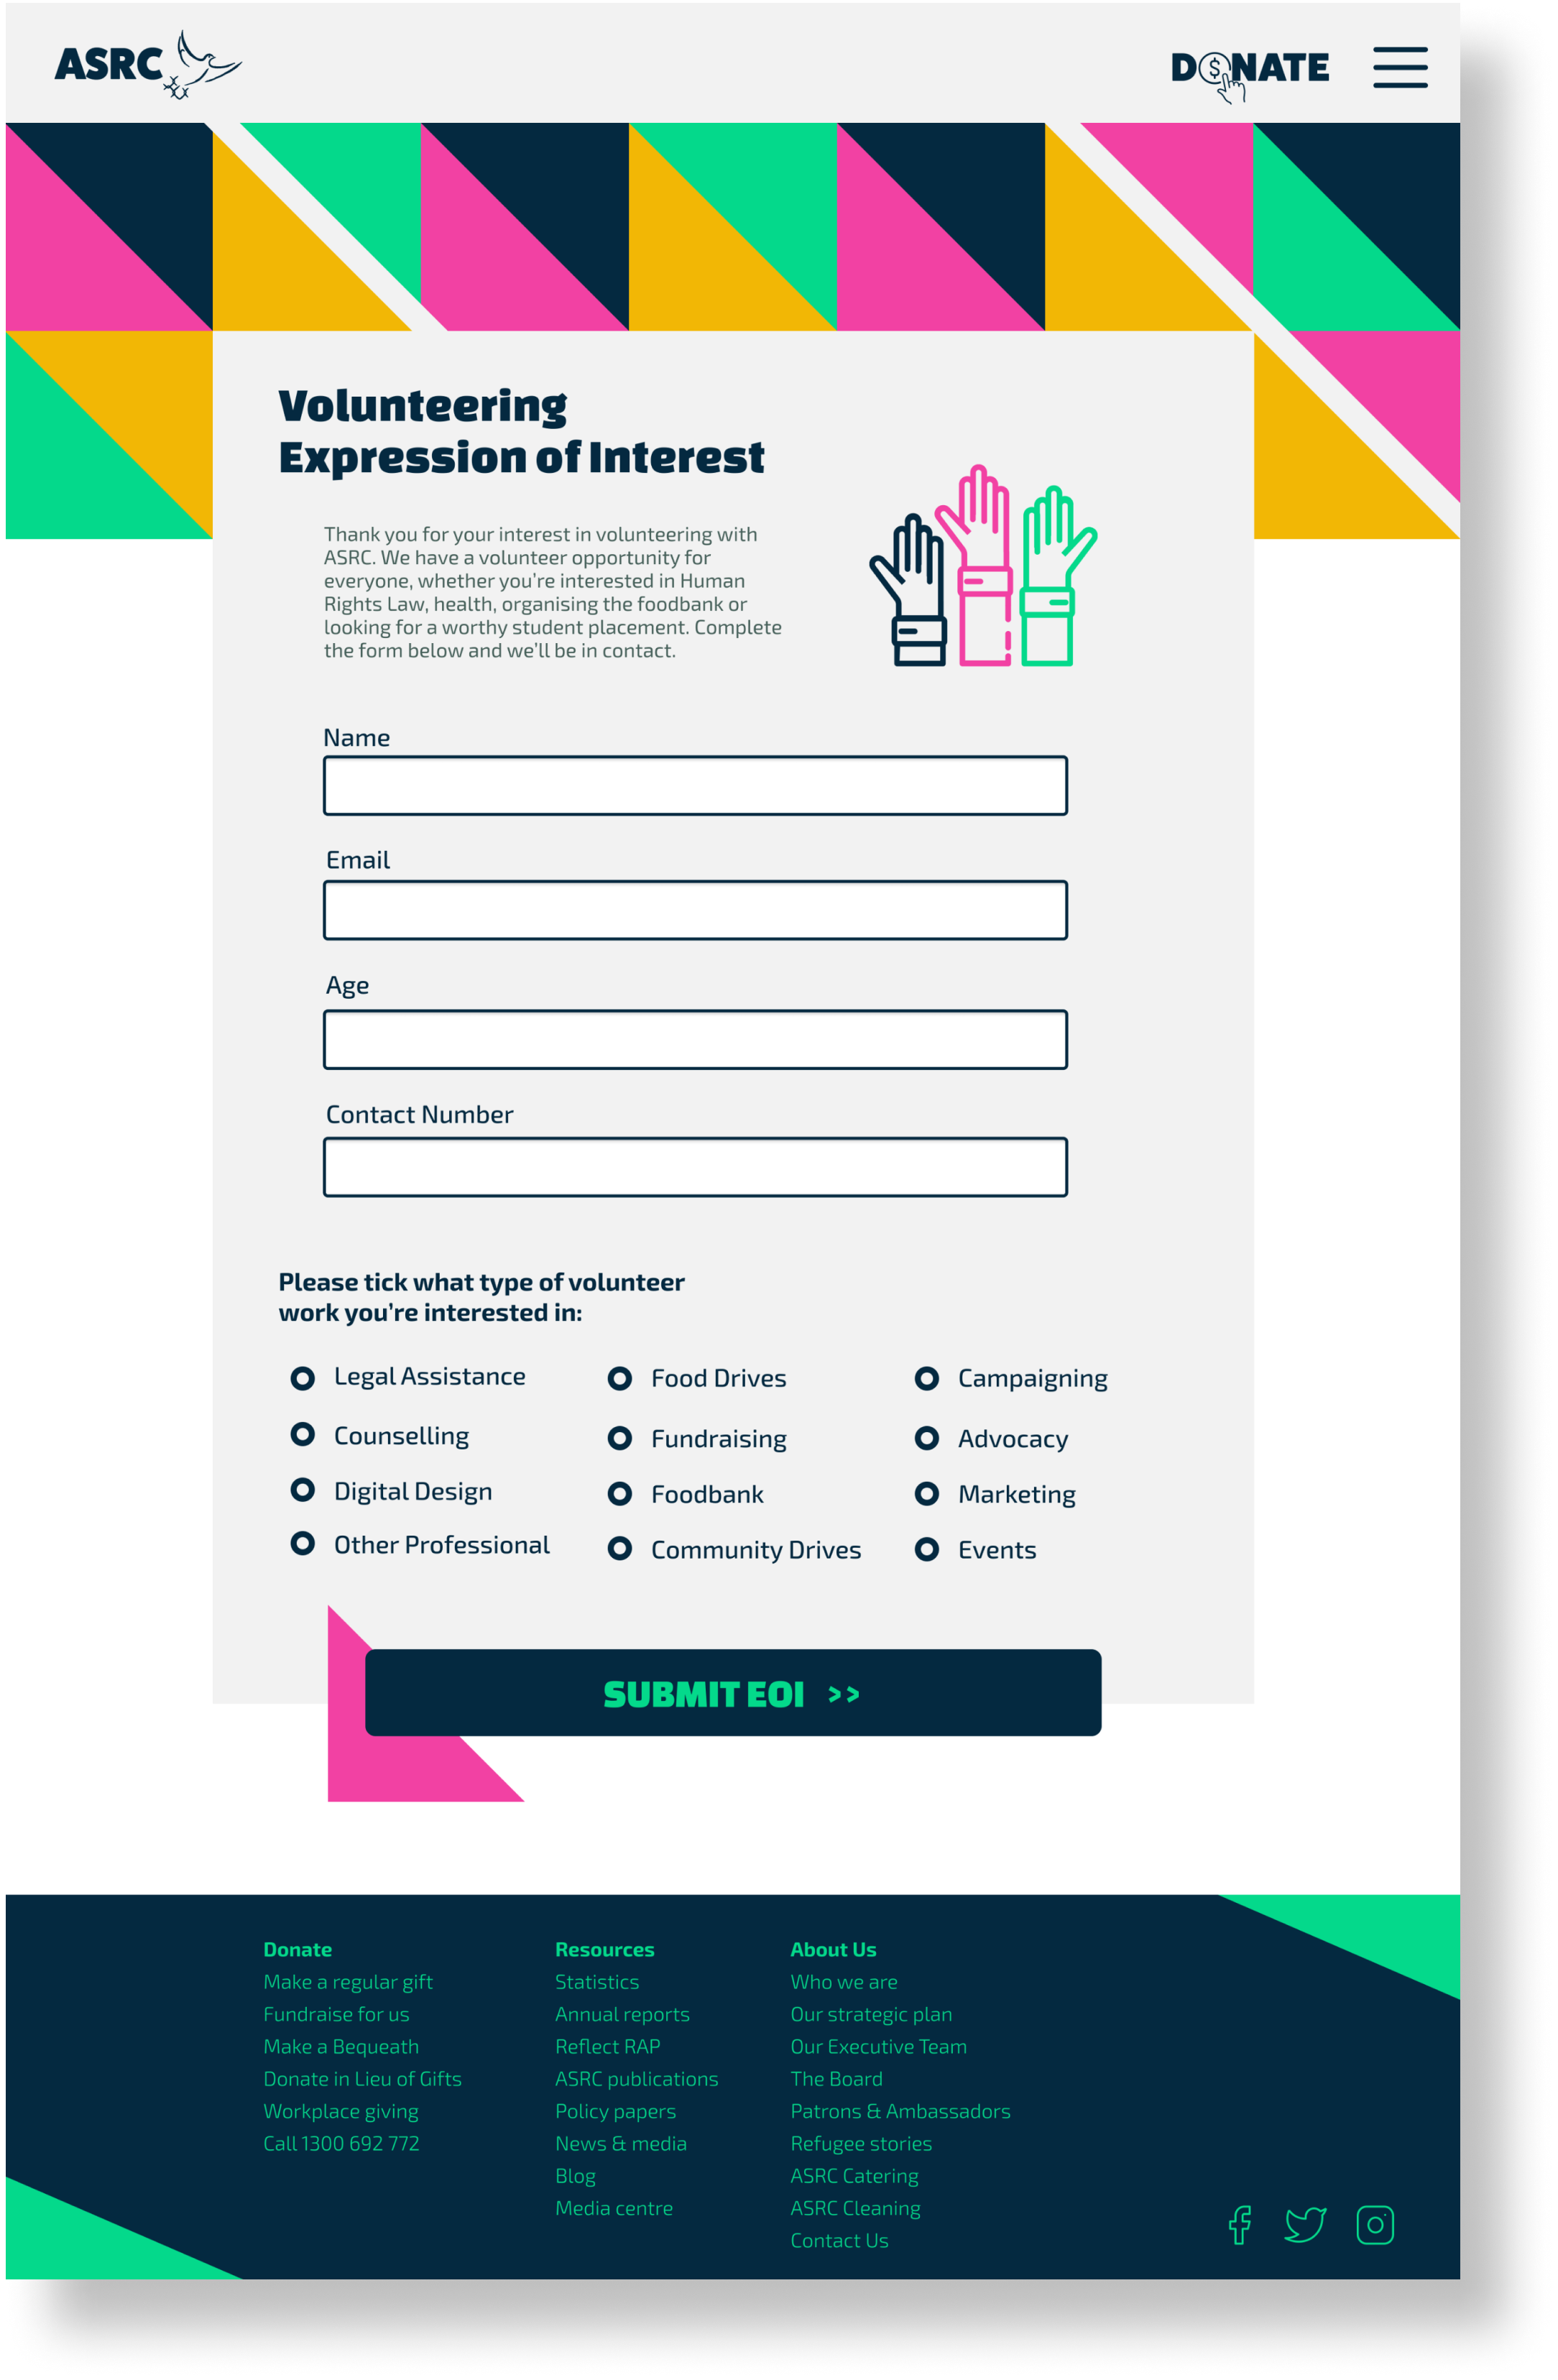 ASRC
DONATE
Volunteering
Expression of Interest
Thank you for your interest in volunteering with
ASRC. We have a volunteer opportunity for
everyone, whether you're interested in Human
Rights Law, health, organising the foodbank or
looking for a worthy student placement. Complete
the form below and we'll be in contact.
Name
Email
Age
Contact Number
Please tick what type of volunteer
work you're interested in:
Legal Assistance
Counselling
Digital Design
Other Professional
Food Drives
Fundraising
Foodbank
Community Drives
Campaigning
Advocacy
Marketing
Events
SUBMIT EOI >>
Donate
Make a regular gift
Fundraise for us
Make a Bequeath
Donate in Lieu of Gifts
Workplace giving
Call 1300 692 772
Resources
Statistics
Annual reports
Reflect RAP
ASRC publications
Policy papers
News & media
Blog
Media centre
About Us
Who we are
Our strategic plan
Our Executive Team
The Board
Patrons & Ambassadors
Refugee stories
ASRC Catering
ASRC Cleaning
Contact Us